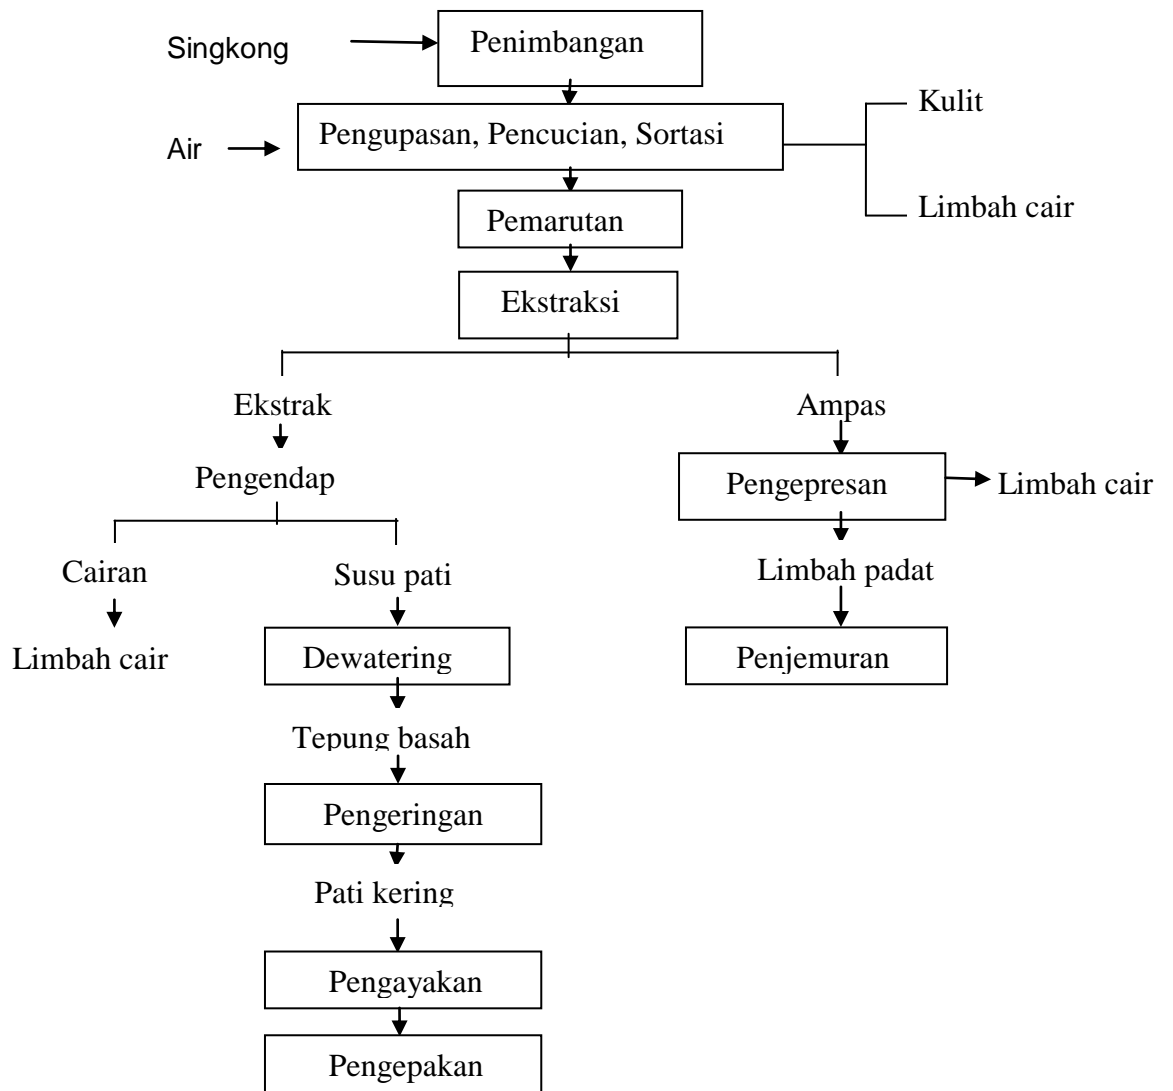 Singkong
Penimbangan
Air
Pengupasan, Pencucian, Sortasi
Kulit
Limbah cair
Pemarutan
Ekstraksi
Ekstrak
Ampas
Pengendap
Pengepresan
Limbah cair
Cairan
Susu pati
Limbah padat
Limbah cair
Dewatering
Penjemuran
Tepung basah
Pengeringan
Pati kering
Pengayakan
Pengepakan